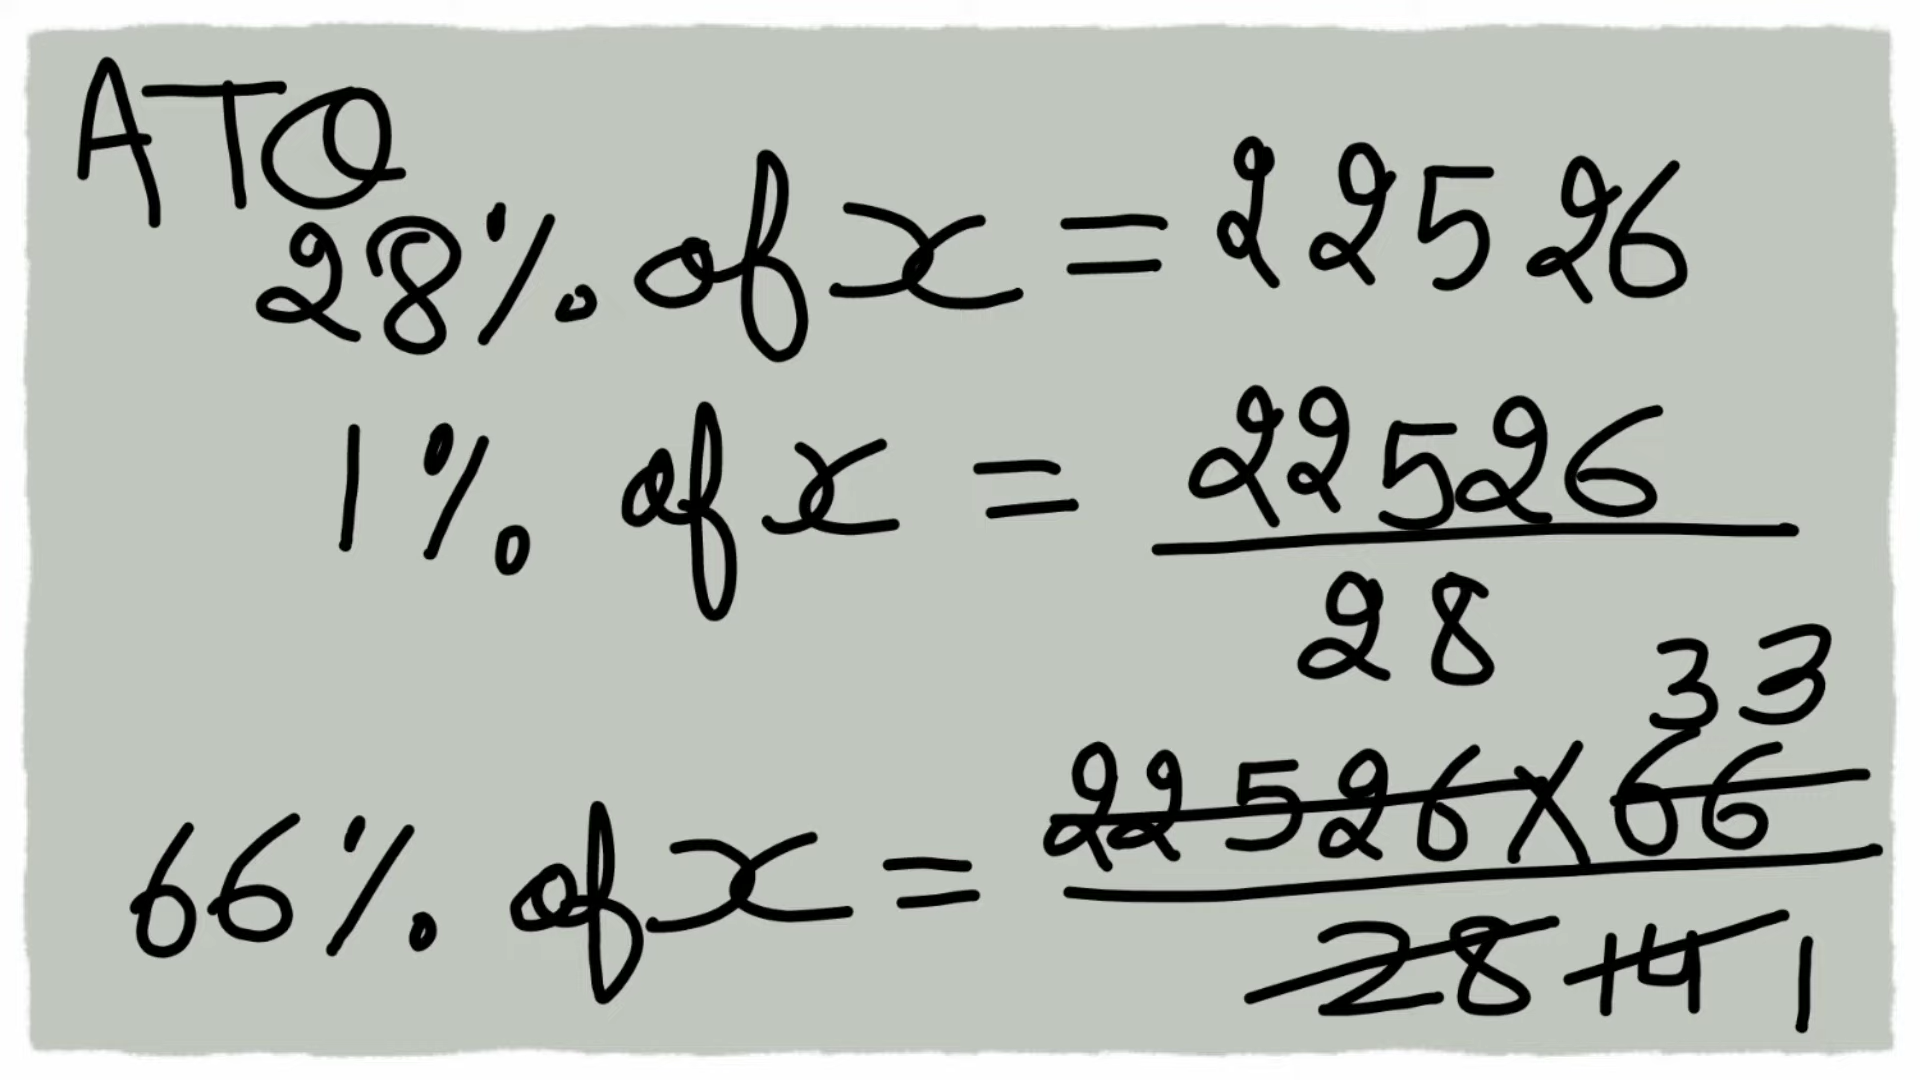 ATQ
28% of x = 22526
1% of x = 22526
28
33
66% of x = 22526 X 66
28 14 1